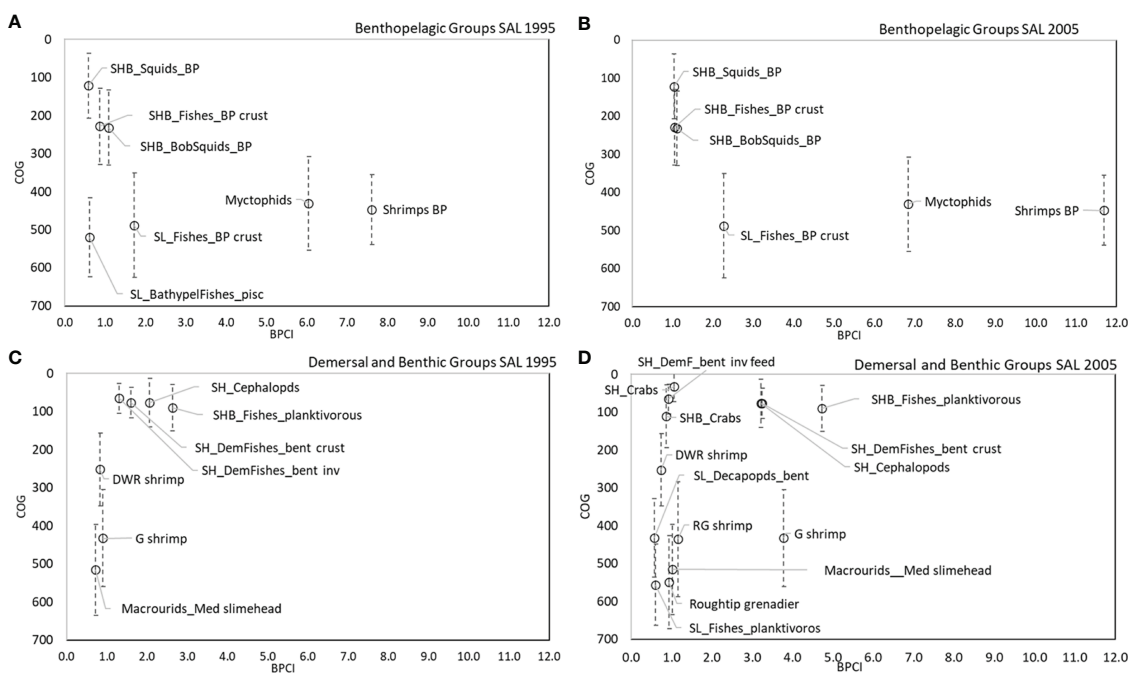 A
Benthopelagic Groups SAL 1995
0
100
200
300
400
500
600
700
COG
SHB_Squids_BP
SHB_Fishes_BP crust
SHB_BobSquids_BP
Myctophids
Shrimps BP
SL_Fishes_BP crust
SL_BathypelFishes_pisc
0.0 1.0 2.0 3.0 4.0 5.0 6.0 7.0 8.0 9.0 10.0 11.0 12.0
BPCI
B
Benthopelagic Groups SAL 2005
0
100
200
300
400
500
600
700
COG
SHB_Squids_BP
SHB_Fishes_BP crust
SHB_BobSquids_BP
Myctophids
Shrimps BP
SL_Fishes_BP crust
0.0 1.0 2.0 3.0 4.0 5.0 6.0 7.0 8.0 9.0 10.0 11.0 12.0
BPCI
C
Demersal and Benthic Groups SAL 1995
0
100
200
300
400
500
600
700
COG
SH_Cephalopds
SHB_Fishes_planktivorous
SH_DemFishes_bent crust
SH_DemFishes_bent inv
DWR shrimp
G shrimp
Macrourids_Med slimehead
0.0 1.0 2.0 3.0 4.0 5.0 6.0 7.0 8.0 9.0 10.0 11.0 12.0
BPCI
D
SH_DemF_bent inv feed
Demersal and Benthic Groups SAL 2005
0
100
200
300
400
500
600
700
COG
SH_Crabs
SHB_Fishes_planktivorous
SHB_Crabs
SH_DemFishes_bent crust
DWR shrimp
SH_Cephalopods
SL_Decapods_bent
RG shrimp
G shrimp
Macrourids__Med slimehead
Roughtip grenadier
SL_Fishes_planktivoros
0.0 1.0 2.0 3.0 4.0 5.0 6.0 7.0 8.0 9.0 10.0 11.0 12.0
BPCI